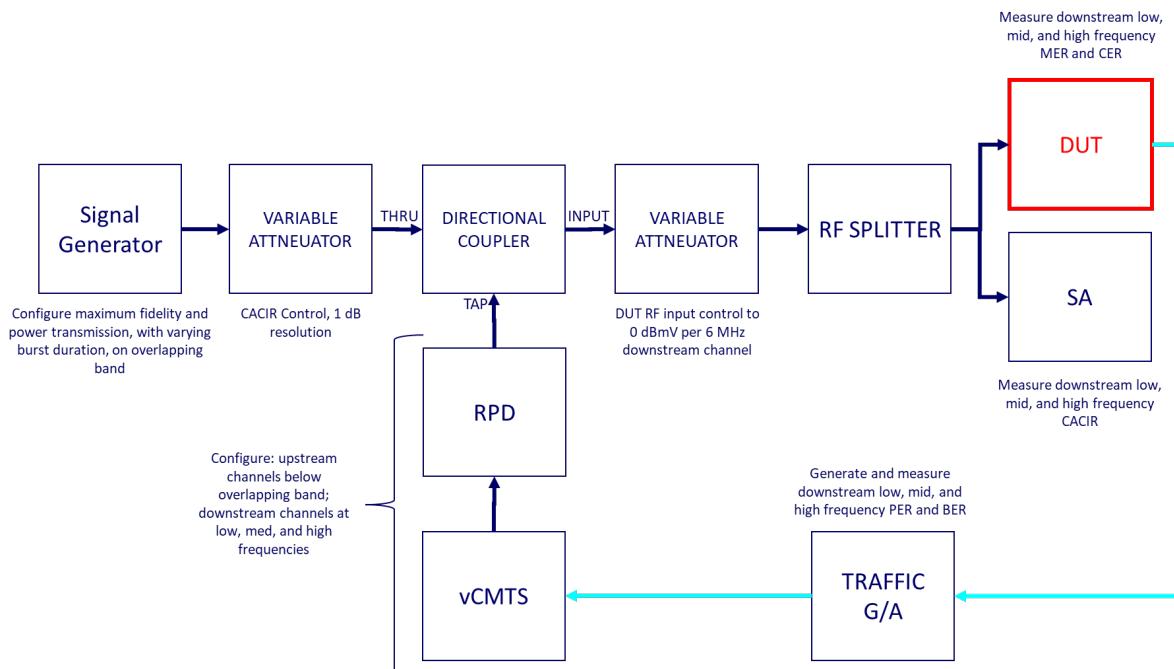 Measure downstream low,
mid, and high frequency
MER and CER
DUT
Signal
Generator
VARIABLE
ATTNEUATOR
THRU
DIRECTIONAL
COUPLER
INPUT
VARIABLE
ATTNEUATOR
RF SPLITTER
SA
TAP
Configure maximum fidelity and
power transmission, with varying
burst duration, on overlapping
band
CACIR Control, 1 dB
resolution
DUT RF input control to
0 dBmV per 6 MHz
downstream channel
Measure downstream low,
mid, and high frequency
CACIR
RPD
Configure: upstream
channels below
overlapping band;
downstream channels at
low, med, and high
frequencies
Generate and measure
downstream low, mid, and
high frequency PER and BER
vCMTS
TRAFFIC
G/A